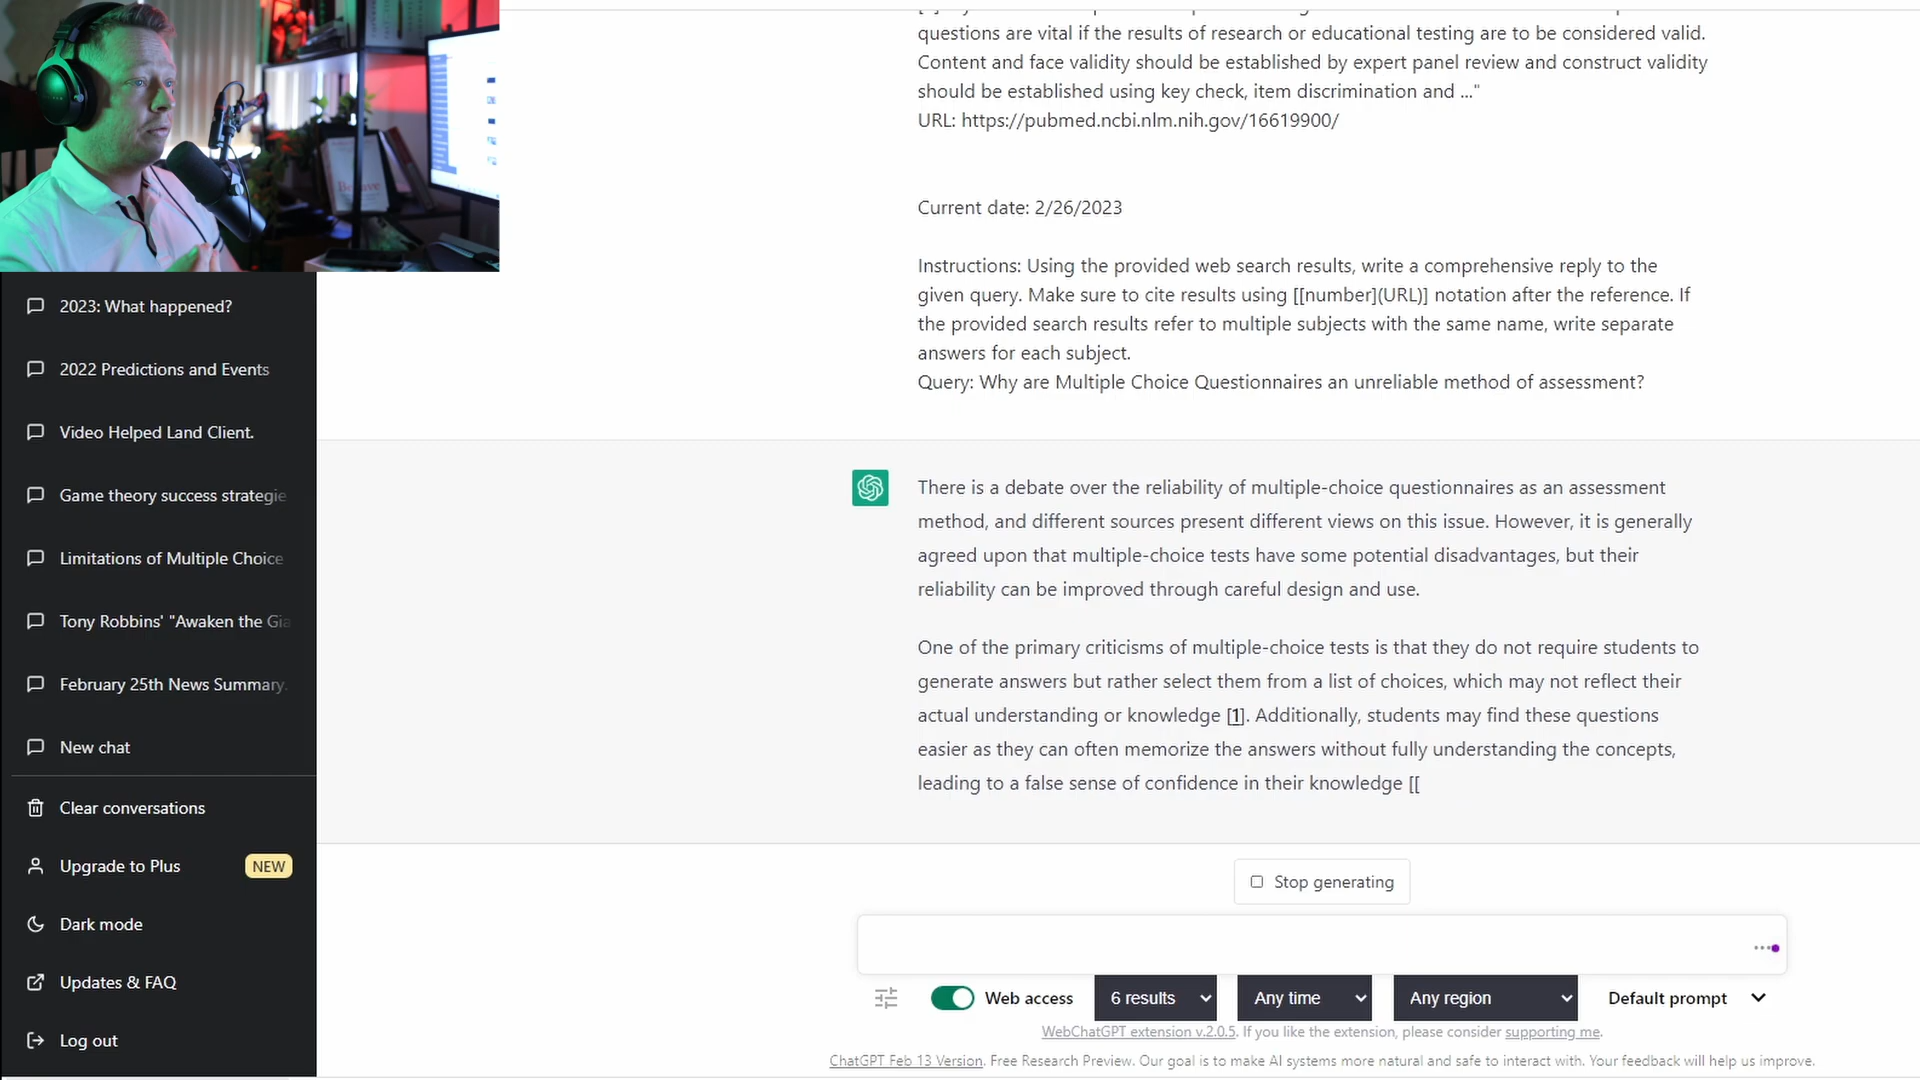 questions are vital if the results of research or educational testing are to be considered valid.
Content and face validity should be established by expert panel review and construct validity
should be established using key check, item discrimination and ..."
URL: https://pubmed.ncbi.nlm.nih.gov/16619900/
Current date: 2/26/2023
Instructions: Using the provided web search results, write a comprehensive reply to the
given query. Make sure to cite results using [[number](URL)] notation after the reference. If
the provided search results refer to multiple subjects with the same name, write separate
answers for each subject.
Query: Why are Multiple Choice Questionnaires an unreliable method of assessment?
2023: What happened?
2022 Predictions and Events
Video Helped Land Client.
Game theory success strategie
Limitations of Multiple Choice
Tony Robbins' "Awaken the Gia
February 25th News Summary.
New chat
Clear conversations
Upgrade to Plus NEW
Dark mode
Updates & FAQ
Log out
There is a debate over the reliability of multiple-choice questionnaires as an assessment
method, and different sources present different views on this issue. However, it is generally
agreed upon that multiple-choice tests have some potential disadvantages, but their
reliability can be improved through careful design and use.
One of the primary criticisms of multiple-choice tests is that they do not require students to
generate answers but rather select them from a list of choices, which may not reflect their
actual understanding or knowledge [1]. Additionally, students may find these questions
easier as they can often memorize the answers without fully understanding the concepts,
leading to a false sense of confidence in their knowledge [[
Stop generating
Web access 6 results Any time Any region Default prompt
WebChatGPT extension v.2.0.5. If you like the extension, please consider supporting me.
ChatGPT Feb 13 Version. Free Research Preview. Our goal is to make AI systems more natural and safe to interact with. Your feedback will help us improve.